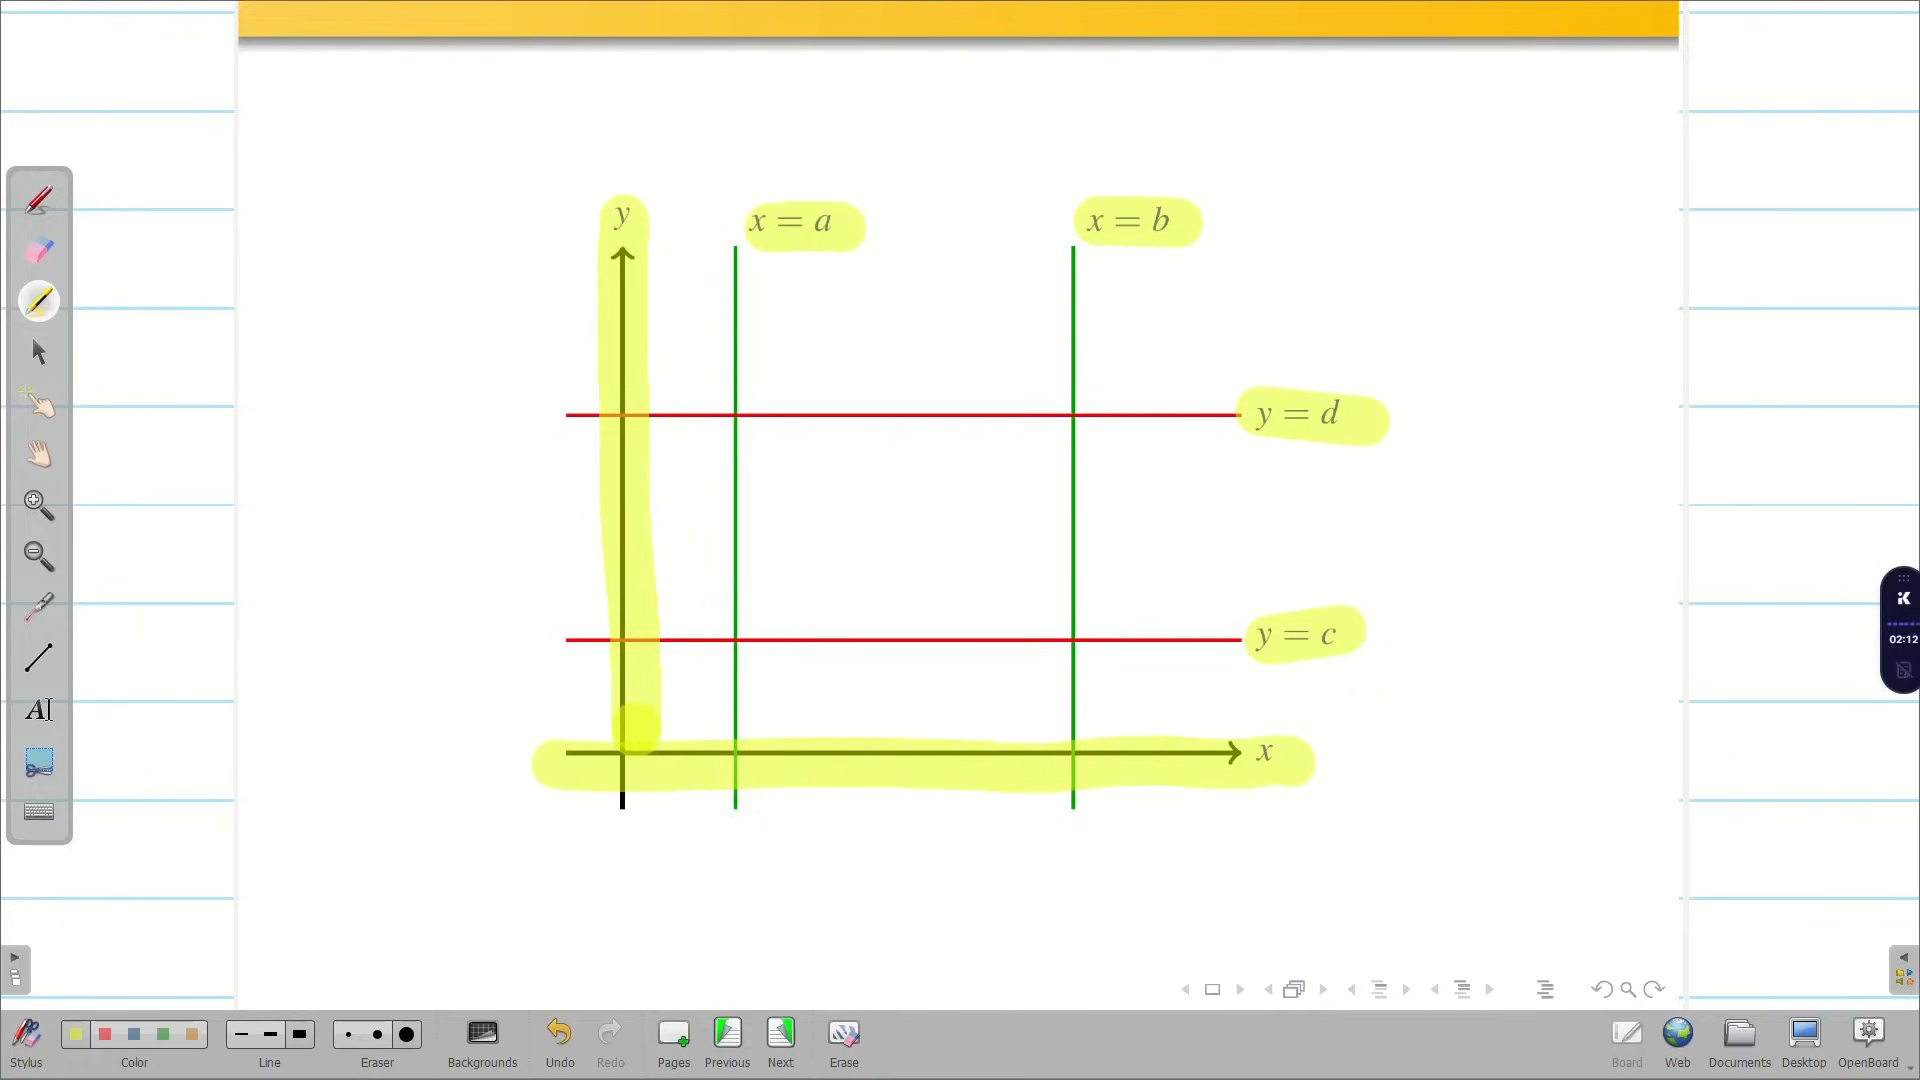 y
x = a
x = b
y = d
y = c
x
02:12
Stylus
Color
Line
Eraser
Backgrounds
Undo
Redo
Pages
Previous
Next
Erase
Board
Web
Documents
Desktop
OpenBoard